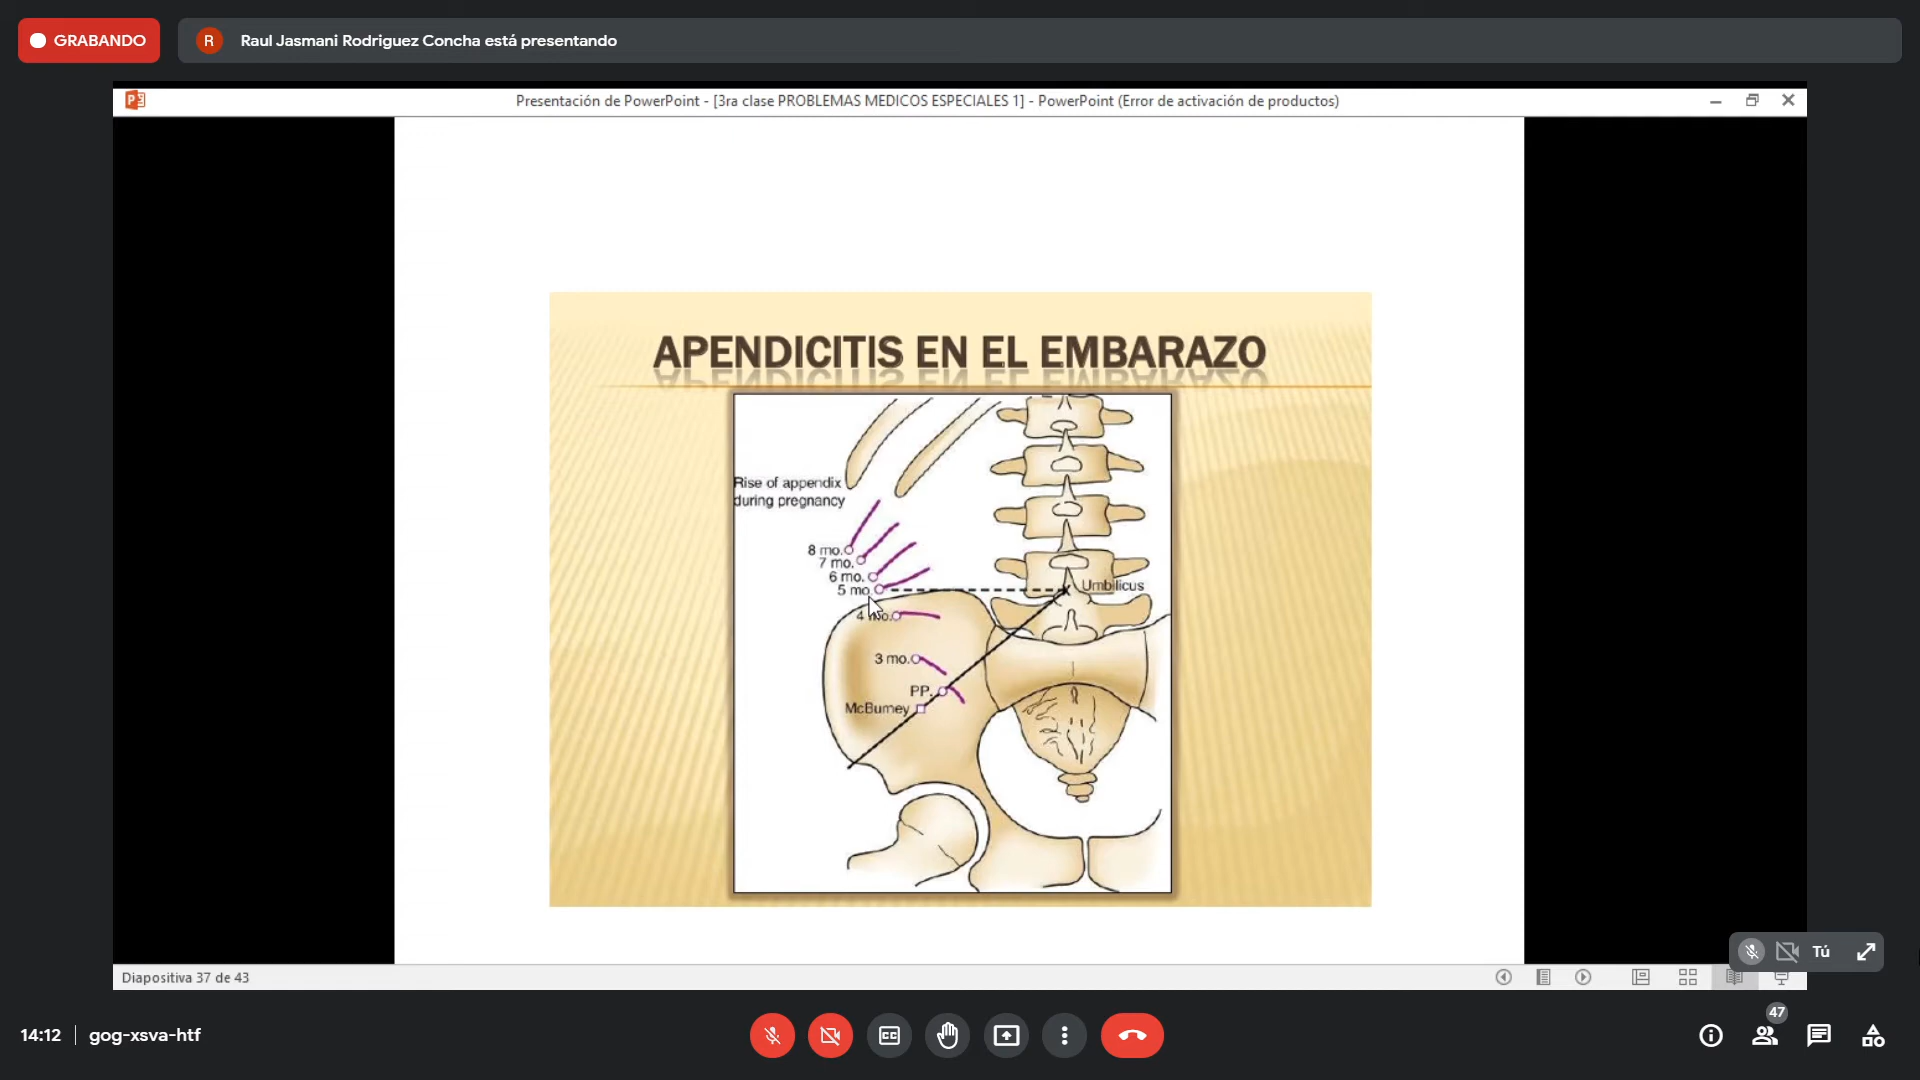 GRABANDO
R
Raul Jasmani Rodriguez Concha está presentando
Presentación de PowerPoint - [3ra clase PROBLEMAS MEDICOS ESPECIALES 1] - PowerPoint (Error de activación de productos)
APENDICITIS EN EL EMBARAZO
Rise of appendix
during pregnancy
8 mo.
7 mo.
6 mo.
5 mo.
Umbilicus
4 mo.
3 mo.
PP.
McBurney
Tú
Diapositiva 37 de 43
14:12
gog-xsva-htf
CC
47